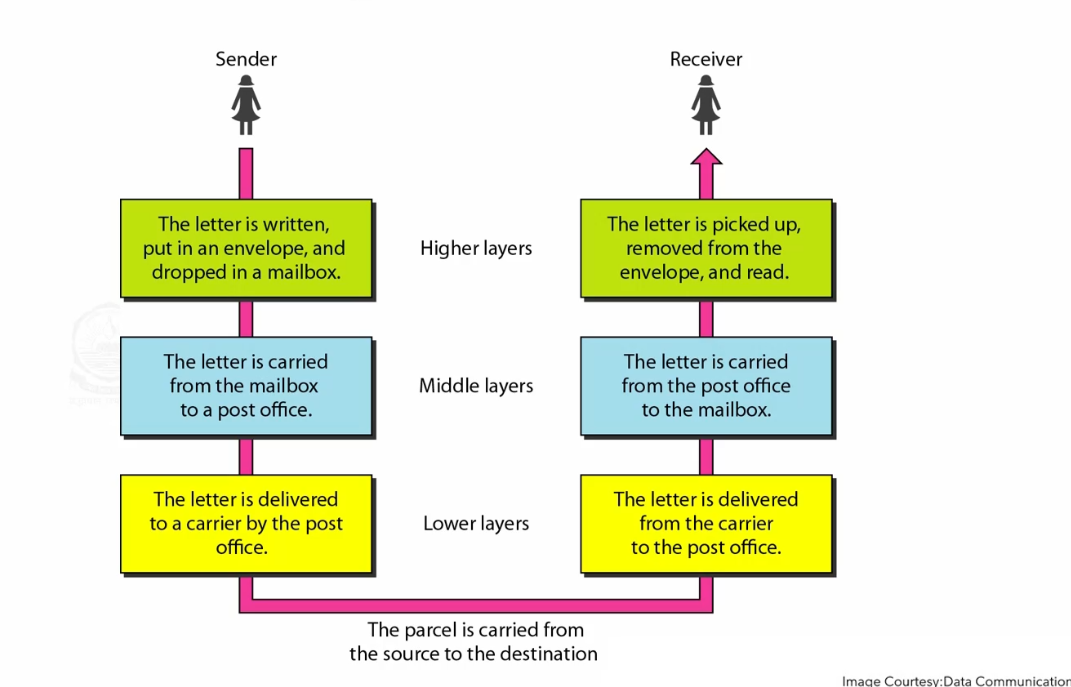 Sender
Receiver
The letter is written,
put in an envelope, and
dropped in a mailbox.
Higher layers
The letter is picked up,
removed from the
envelope, and read.
The letter is carried
from the mailbox
to a post office.
Middle layers
The letter is carried
from the post office
to the mailbox.
The letter is delivered
to a carrier by the post
office.
Lower layers
The letter is delivered
from the carrier
to the post office.
The parcel is carried from
the source to the destination
Image Courtesy:Data Communication